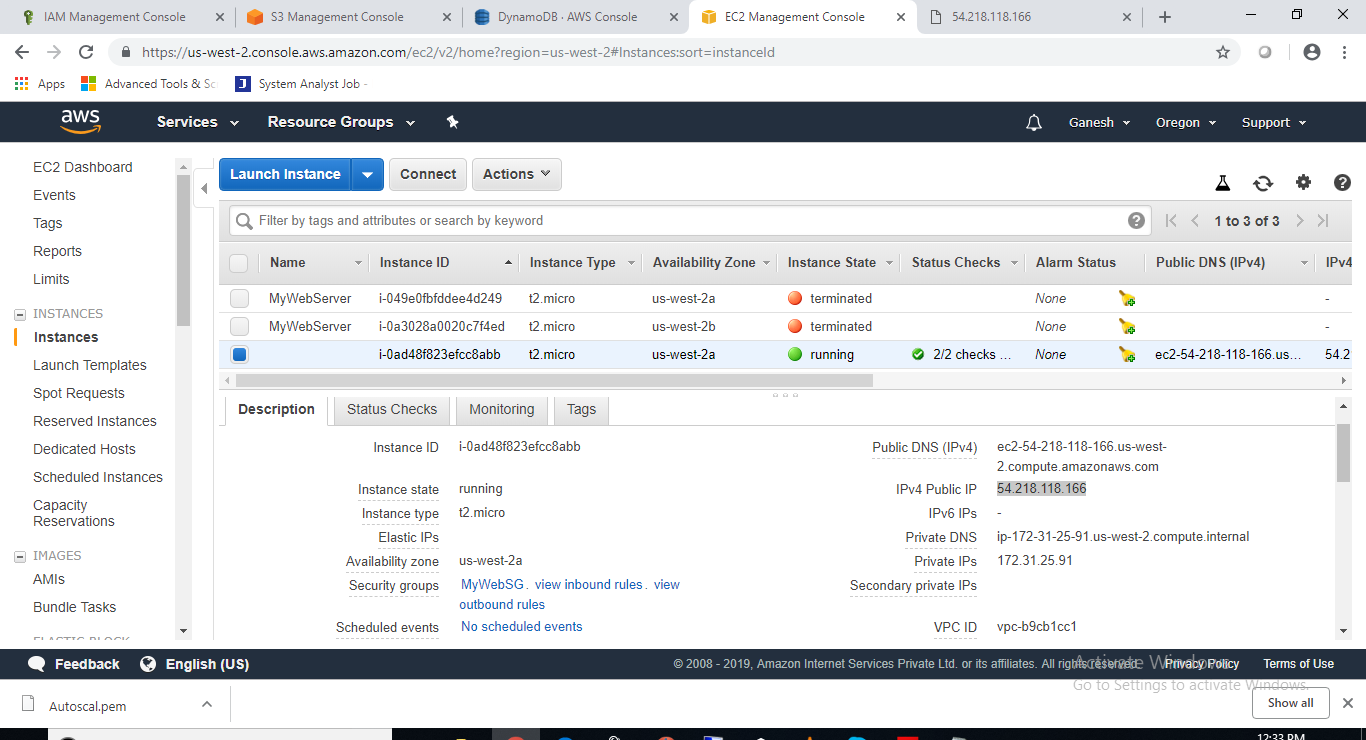 IAM Management Console
S3 Management Console
DynamoDB · AWS Console
EC2 Management Console
54.218.118.166
https://us-west-2.console.aws.amazon.com/ec2/v2/home?region=us-west-2#Instances:sort=instanceId
Apps
Advanced Tools & Sc
System Analyst Job -
aws
Services
Resource Groups
Ganesh
Oregon
Support
EC2 Dashboard
Events
Tags
Reports
Limits
INSTANCES
Instances
Launch Templates
Spot Requests
Reserved Instances
Dedicated Hosts
Scheduled Instances
Capacity
Reservations
IMAGES
AMIs
Bundle Tasks
ELASTIC BLOCK
Launch Instance
Connect
Actions
Filter by tags and attributes or search by keyword
1 to 3 of 3
Name Instance ID Instance Type Availability Zone Instance State Status Checks Alarm Status Public DNS (IPv4) IPv4
MyWebServer i-049e0fbfddee4d249 t2.micro us-west-2a terminated None -
MyWebServer i-0a3028a0020c7f4ed t2.micro us-west-2b terminated None -
i-0ad48f823efcc8abb t2.micro us-west-2a running 2/2 checks ... None ec2-54-218-118-166.us... 54.2
Description
Status Checks
Monitoring
Tags
Instance ID i-0ad48f823efcc8abb
Instance state running
Instance type t2.micro
Elastic IPs
Availability zone us-west-2a
Security groups MyWebSG . view inbound rules . view
outbound rules
Scheduled events No scheduled events
Public DNS (IPv4) ec2-54-218-118-166.us-west-
2.compute.amazonaws.com
IPv4 Public IP 54.218.118.166
IPv6 IPs -
Private DNS ip-172-31-25-91.us-west-2.compute.internal
Private IPs 172.31.25.91
Secondary private IPs
VPC ID vpc-b9cb1cc1
Feedback
English (US)
© 2008 - 2019, Amazon Internet Services Private Ltd. or its affiliates. All rights reserved.
Privacy Policy
Terms of Use
Activate Windows
Go to Settings to activate Windows.
Autoscal.pem
Show all
12:33 PM